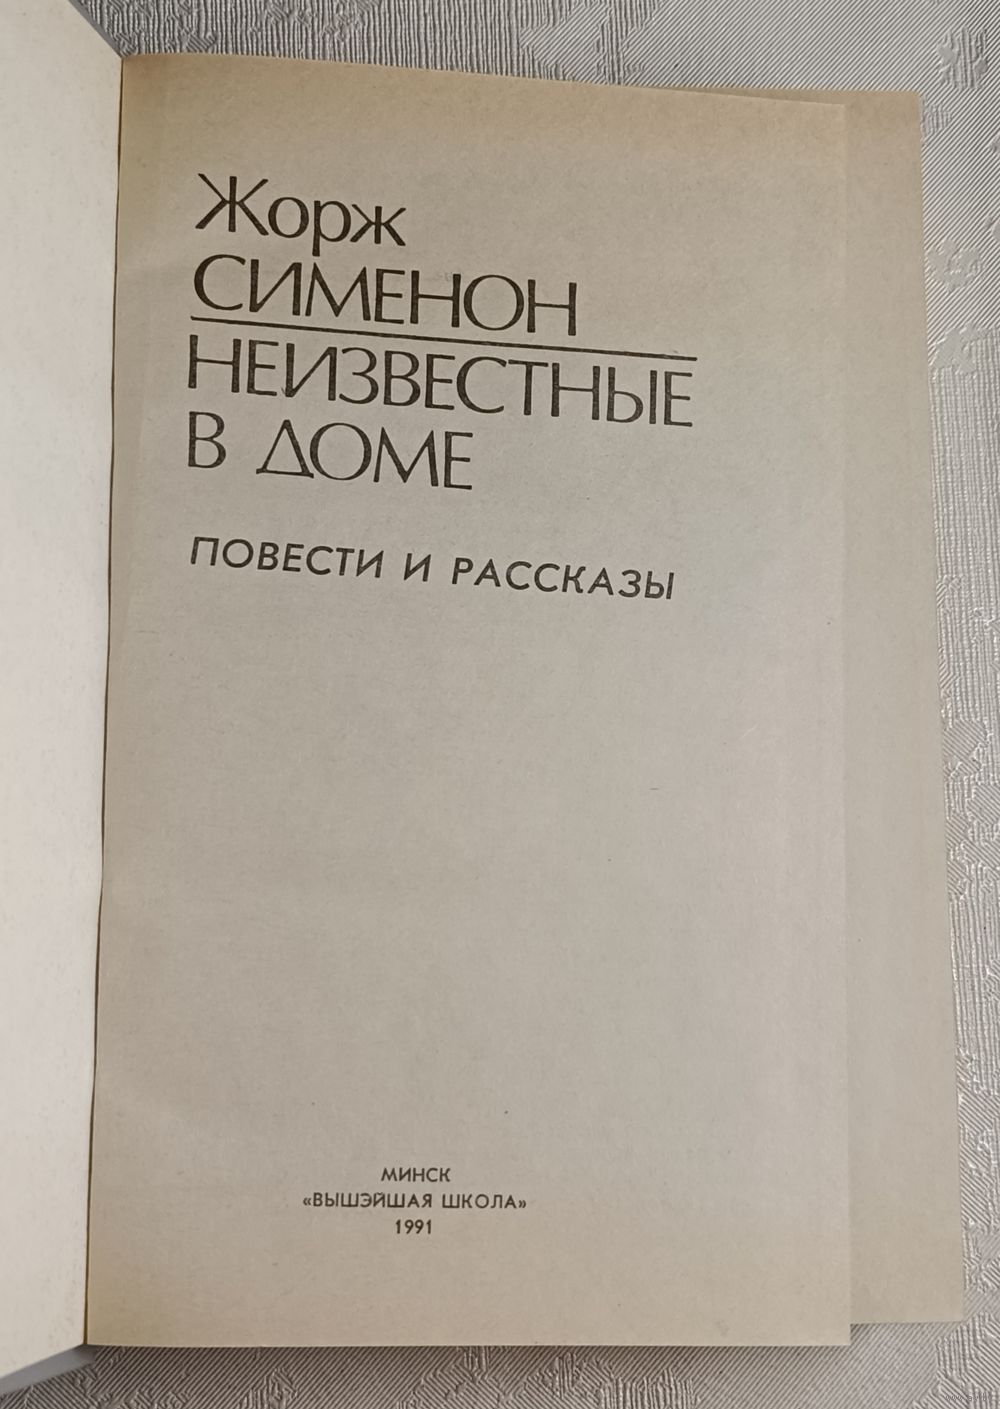 Жорж
СИМЕНОН
НЕИЗВЕСТНЫЕ
В ДОМЕ
ПОВЕСТИ И РАССКАЗЫ
МИНСК
«ВЫШЭЙШАЯ ШКОЛА»
1991